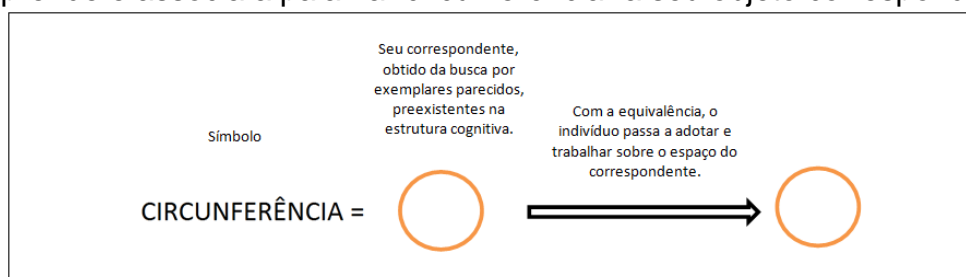 Seu correspondente,
obtido da busca por
exemplares parecidos,
preexistentes na
estrutura cognitiva.
Símbolo
Com a equivalência, o
indivíduo passa a adotar e
trabalhar sobre o espaço do
correspondente.
CIRCUNFERÊNCIA =